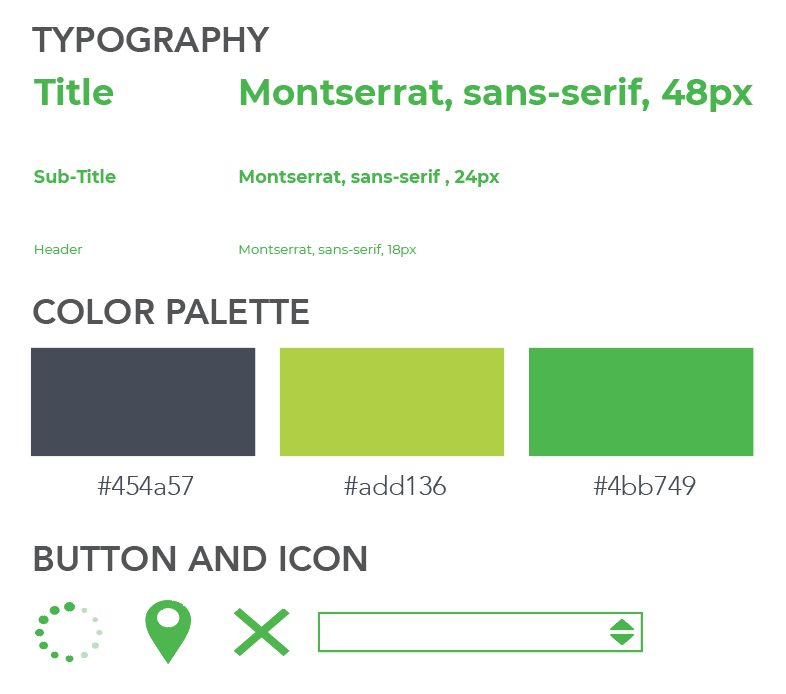 TYPOGRAPHY
Title Montserrat, sans-serif, 48px
Sub-Title Montserrat, sans-serif , 24px
Header Montserrat, sans-serif, 18px
COLOR PALETTE
#454a57 #add136 #4bb749
BUTTON AND ICON